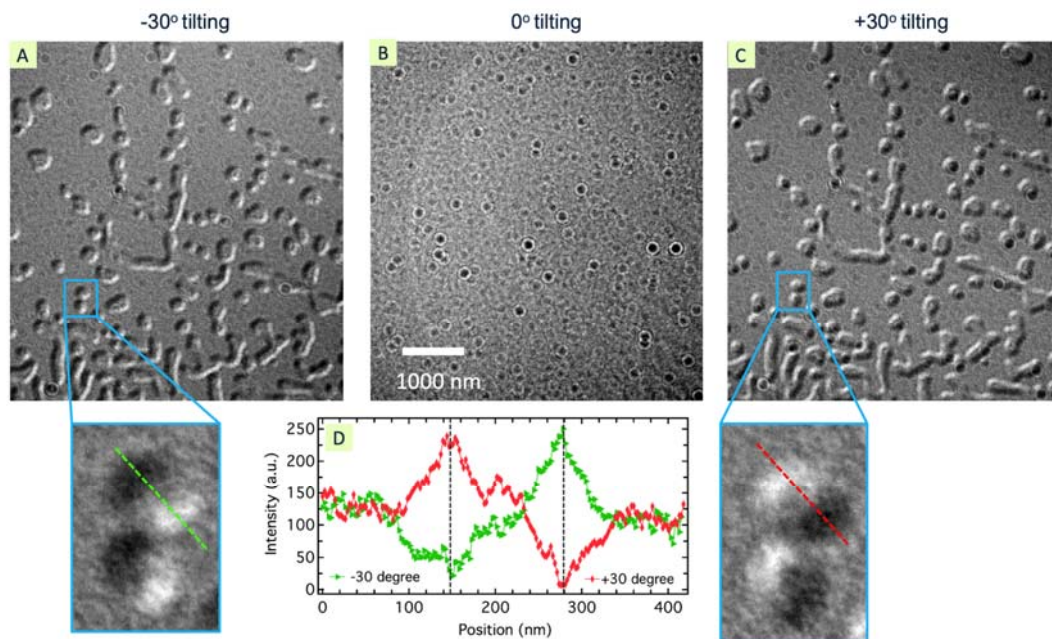 -30° tilting
0° tilting
+30° tilting
A
B
C
1000 nm
D
Intensity (a.u.)
250
200
150
100
50
0
-30 degree
+30 degree
0
100
200
300
400
Position (nm)